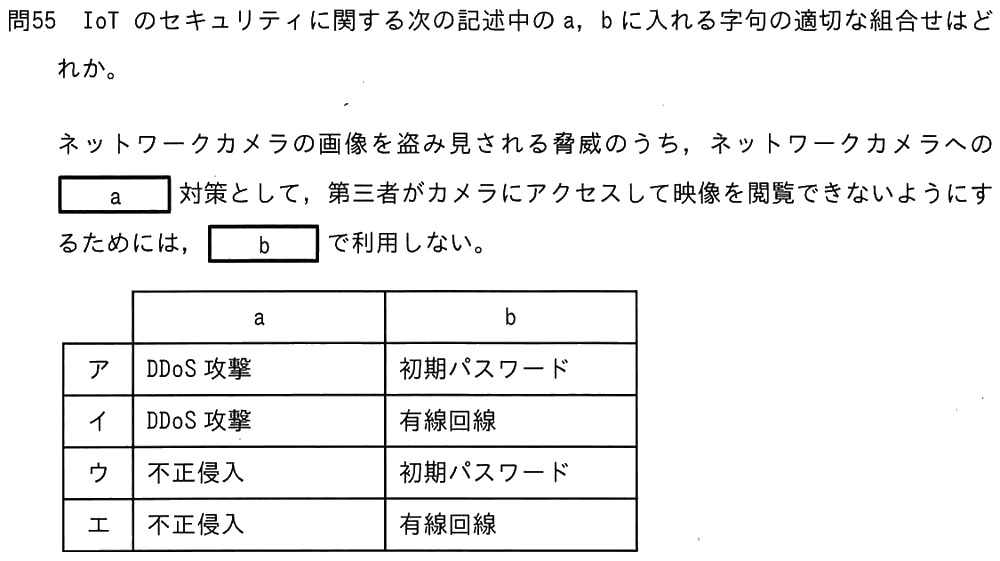 問55 IoT のセキュリティに関する次の記述中の a，b に入れる字句の適切な組合せはど
れか。
ネットワークカメラの画像を盗み見される脅威のうち，ネットワークカメラへの
a 対策として，第三者がカメラにアクセスして映像を閲覧できないようにす
るためには， b で利用しない。
a b
ア DDoS 攻撃 初期パスワード
イ DDoS 攻撃 有線回線
ウ 不正侵入 初期パスワード
エ 不正侵入 有線回線